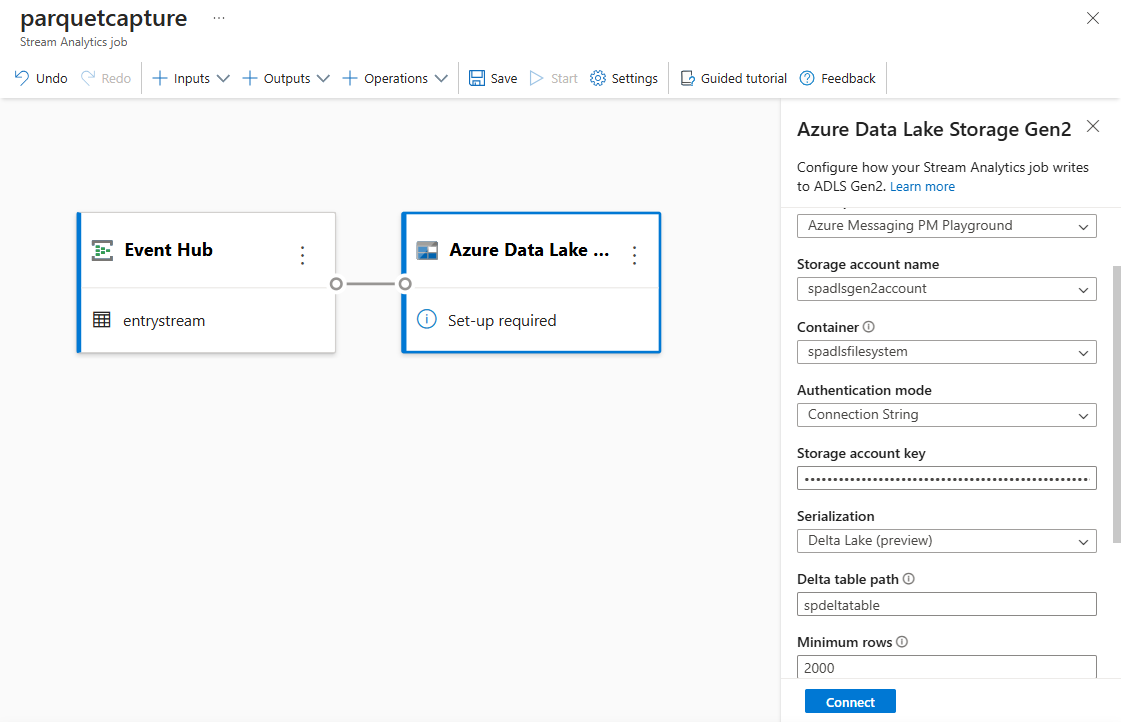 parquetcapture ...
Stream Analytics job
Undo Redo Inputs Outputs Operations Save Start Settings Guided tutorial Feedback
Event Hub
entrystream
Azure Data Lake ...
Set-up required
Azure Data Lake Storage Gen2
Configure how your Stream Analytics job writes
to ADLS Gen2. Learn more
Azure Messaging PM Playground
Storage account name
spadlsgen2account
Container
spadlsfilesystem
Authentication mode
Connection String
Storage account key
Serialization
Delta Lake (preview)
Delta table path
spdeltatable
Minimum rows
2000
Connect